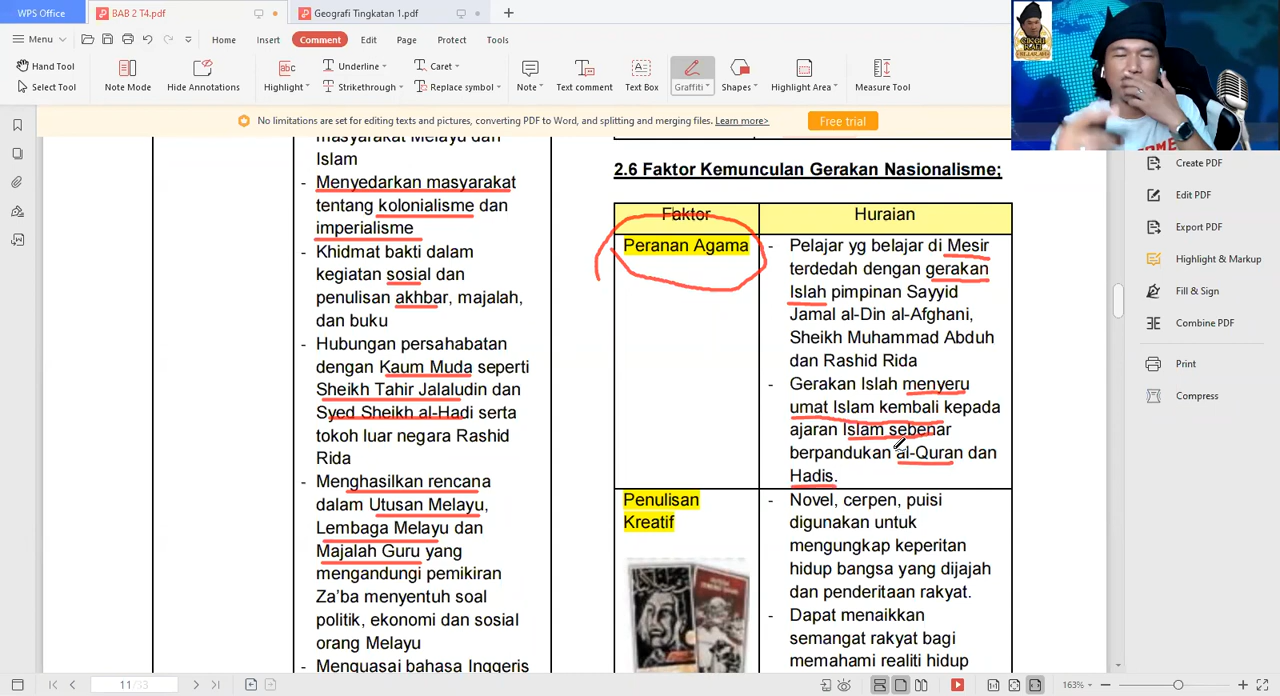 WPS Office
BAB 2 T4.pdf
Geografi Tingkatan 1.pdf
Menu
Home
Insert
Comment
Edit
Page
Protect
Tools
Hand Tool
Select Tool
Note Mode
Hide Annotations
Highlight
Underline
Strikethrough
Caret
Replace symbol
Note
Text comment
Text Box
Graffiti
Shapes
Highlight Area
Measure Tool
No limitations are set for editing texts and pictures, converting PDF to Word, and splitting and merging files. Learn more>
Free trial
masyarakat Melayu dan
Islam
- Menyedarkan masyarakat
tentang kolonialisme dan
imperialisme
- Khidmat bakti dalam
kegiatan sosial dan
penulisan akhbar, majalah,
dan buku
- Hubungan persahabatan
dengan Kaum Muda seperti
Sheikh Tahir Jalaludin dan
Syed Sheikh al-Hadi serta
tokoh luar negara Rashid
Rida
- Menghasilkan rencana
dalam Utusan Melayu,
Lembaga Melayu dan
Majalah Guru yang
mengandungi pemikiran
Za'ba menyentuh soal
politik, ekonomi dan sosial
orang Melayu
- Menguasai bahasa Inggeris
2.6 Faktor Kemunculan Gerakan Nasionalisme;
Faktor
Huraian
Peranan Agama
- Pelajar yg belajar di Mesir
terdedah dengan gerakan
Islah pimpinan Sayyid
Jamal al-Din al-Afghani,
Sheikh Muhammad Abduh
dan Rashid Rida
- Gerakan Islah menyeru
umat Islam kembali kepada
ajaran Islam sebenar
berpandukan al-Quran dan
Hadis.
Penulisan
Kreatif
- Novel, cerpen, puisi
digunakan untuk
mengungkap keperitan
hidup bangsa yang dijajah
dan penderitaan rakyat.
- Dapat menaikkan
semangat rakyat bagi
memahami realiti hidup
Create PDF
Edit PDF
Export PDF
Highlight & Markup
Fill & Sign
Combine PDF
Print
Compress
11/33
163%